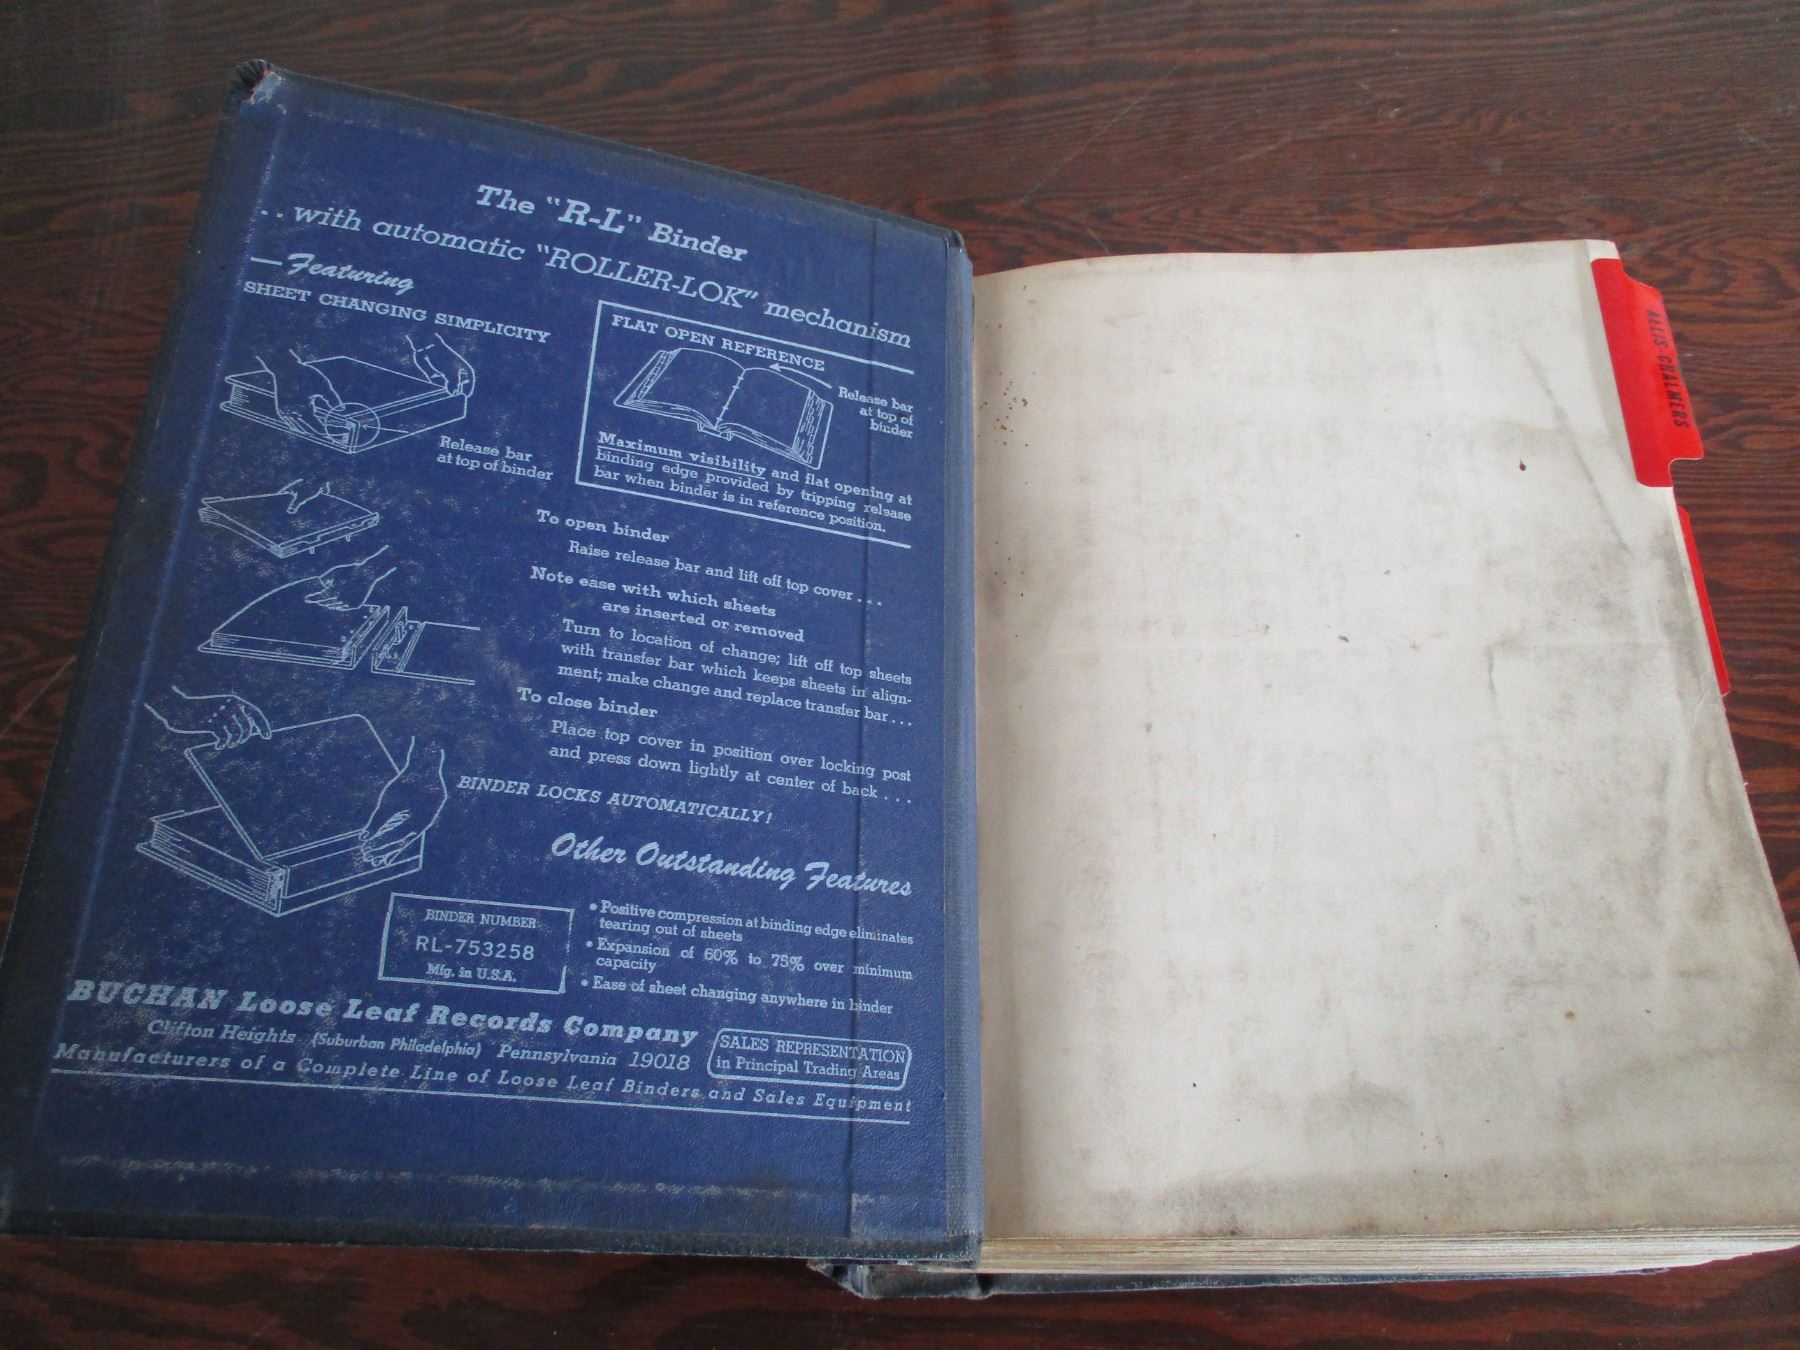 The "R-L" Binder
.. with automatic "ROLLER-LOK" mechanism
— Featuring
SHEET CHANGING SIMPLICITY
Release bar
at top of binder
FLAT OPEN REFERENCE
Release bar
at top of
binder
Maximum visibility and flat opening at
binding edge provided by tripping release
bar when binder is in reference position.
To open binder
Raise release bar and lift off top cover . . .
Note ease with which sheets
are inserted or removed
Turn to location of change; lift off top sheets
with transfer bar which keeps sheets in align-
ment; make change and replace transfer bar . . .
To close binder
Place top cover in position over locking post
and press down lightly at center of back . . .
BINDER LOCKS AUTOMATICALLY!
Other Outstanding Features
• Positive compression at binding edge eliminates
tearing out of sheets
• Expansion of 60% to 75% over minimum
capacity
• Ease of sheet changing anywhere in binder
BINDER NUMBER
RL-753258
Mfg. in U.S.A.
BUCHAN Loose Leaf Records Company
Clifton Heights (Suburban Philadelphia) Pennsylvania 19018
SALES REPRESENTATION
in Principal Trading Areas
Manufacturers of a Complete Line of Loose Leaf Binders and Sales Equipment
ALLIS-CHALMERS